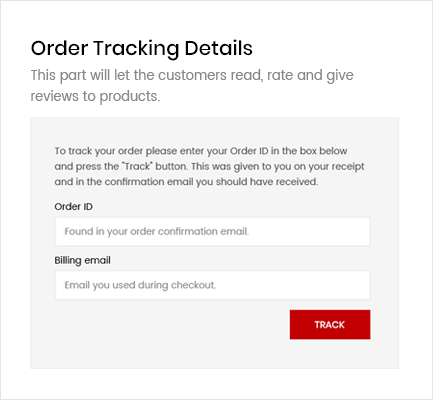 Order Tracking Details
This part will let the customers read, rate and give
reviews to products.
To track your order please enter your Order ID in the box below
and press the "Track" button. This was given to you on your receipt
and in the confirmation email you should have received.
Order ID
Found in your order confirmation email.
Billing email
Email you used during checkout.
TRACK